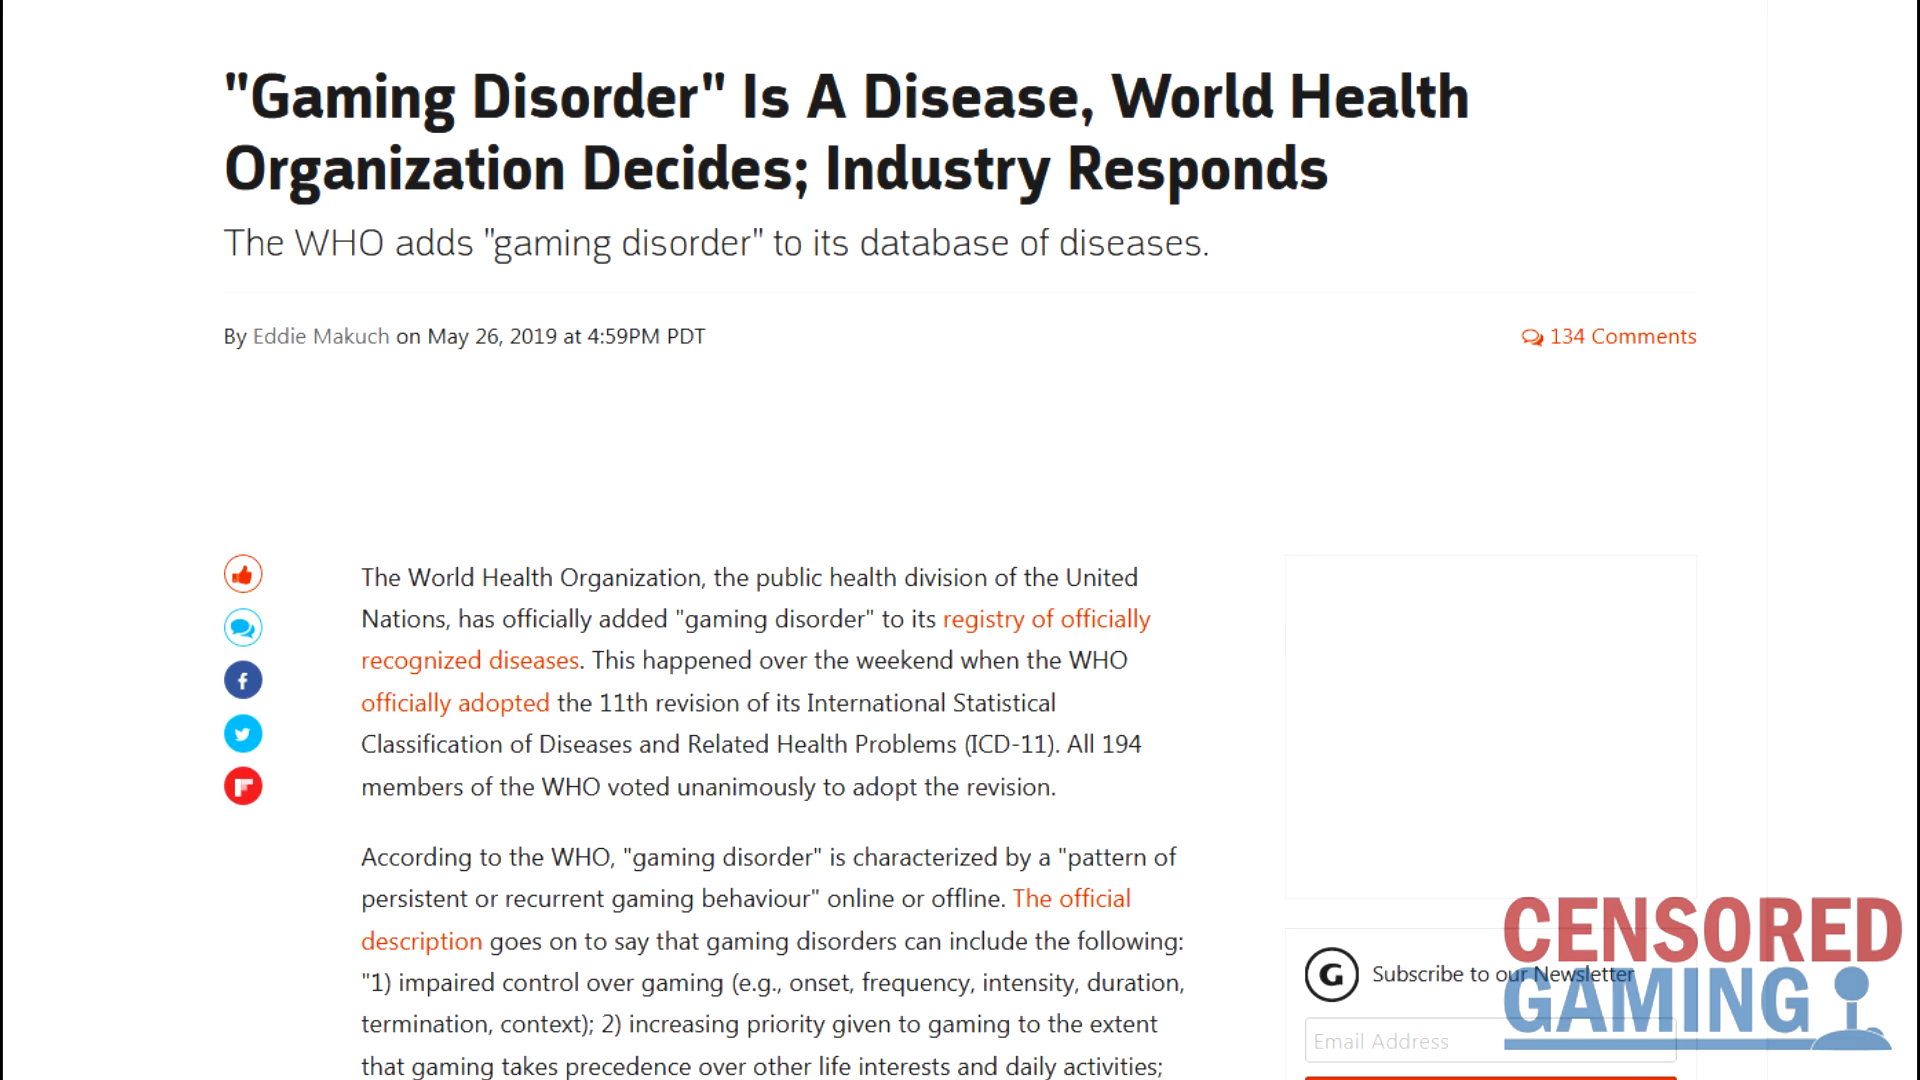 "Gaming Disorder" Is A Disease, World Health
Organization Decides; Industry Responds
The WHO adds "gaming disorder" to its database of diseases.
By Eddie Makuch on May 26, 2019 at 4:59PM PDT
134 Comments
The World Health Organization, the public health division of the United
Nations, has officially added "gaming disorder" to its registry of officially
recognized diseases. This happened over the weekend when the WHO
officially adopted the 11th revision of its International Statistical
Classification of Diseases and Related Health Problems (ICD-11). All 194
members of the WHO voted unanimously to adopt the revision.
According to the WHO, "gaming disorder" is characterized by a "pattern of
persistent or recurrent gaming behaviour" online or offline. The official
description goes on to say that gaming disorders can include the following:
"1) impaired control over gaming (e.g., onset, frequency, intensity, duration,
termination, context); 2) increasing priority given to gaming to the extent
that gaming takes precedence over other life interests and daily activities;
G
Subscribe to our Newsletter
Email Address
CENSORED
GAMING